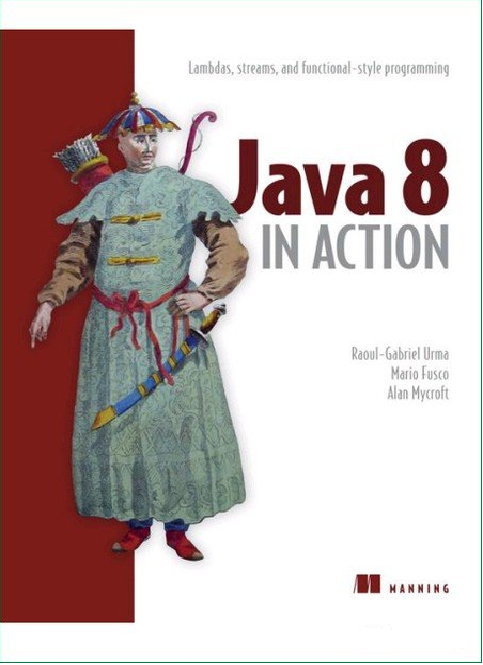 Lambdas, streams, and functional-style programming
Java 8
IN ACTION
Raoul-Gabriel Urma
Mario Fusco
Alan Mycroft
MANNING